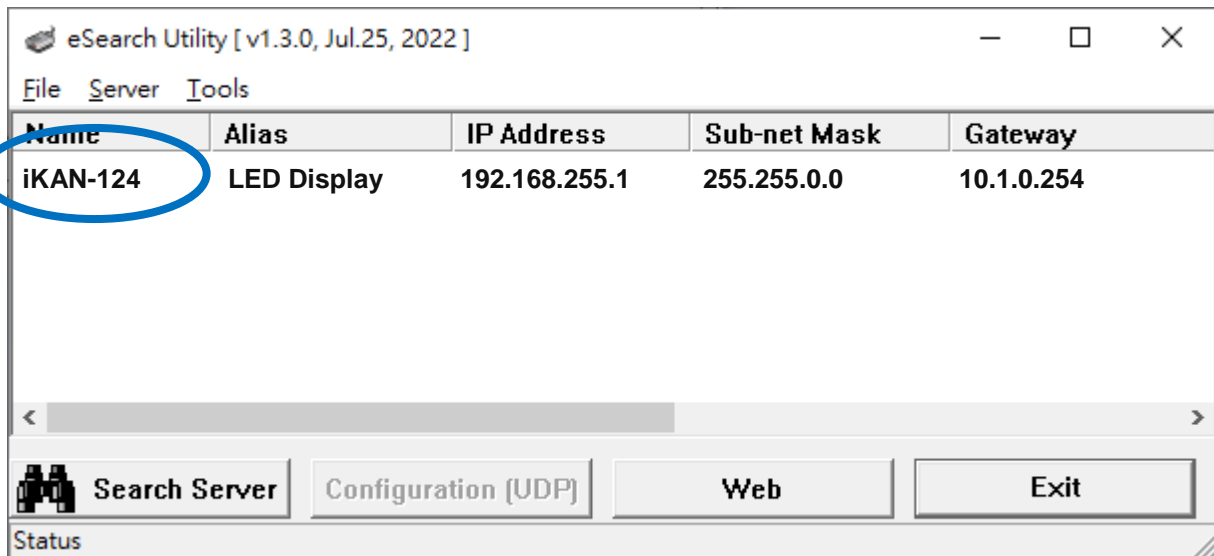 eSearch Utility [ v1.3.0, Jul.25, 2022 ]
File Server Tools
Name Alias IP Address Sub-net Mask Gateway
iKAN-124 LED Display 192.168.255.1 255.255.0.0 10.1.0.254
Search Server Configuration (UDP) Web Exit
Status